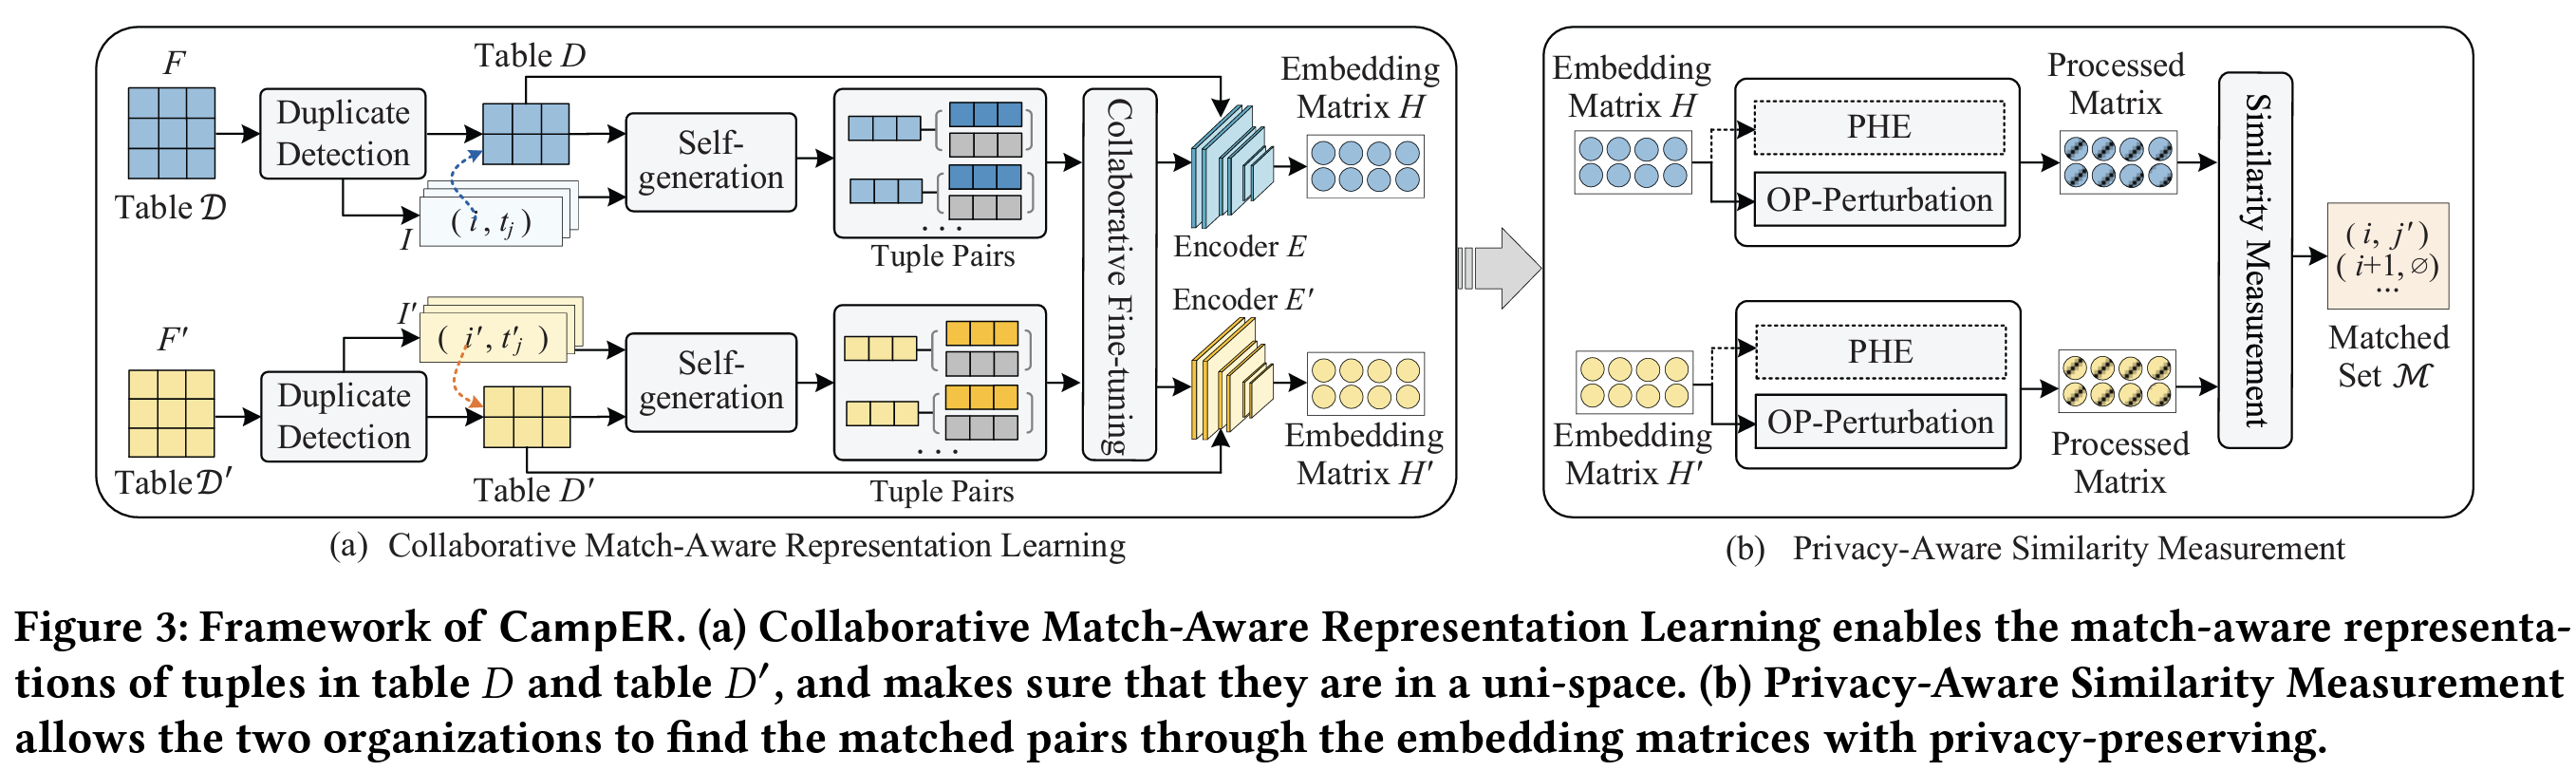 F
Table 𝒟
Duplicate
Detection
Table D
I
( i , t_j )
Self-
generation
. . .
Tuple Pairs
Collaborative Fine-tuning
Encoder E
Embedding
Matrix H
F′
Table 𝒟′
Duplicate
Detection
I′
( i′, t′_j )
Table D′
Self-
generation
. . .
Tuple Pairs
Encoder E′
Embedding
Matrix H′
(a) Collaborative Match-Aware Representation Learning
Embedding
Matrix H
PHE
OP-Perturbation
Processed
Matrix
Embedding
Matrix H′
PHE
OP-Perturbation
Processed
Matrix
Similarity Measurement
( i, j′ )
( i+1, ∅)
...
Matched
Set ℳ
(b) Privacy-Aware Similarity Measurement
Figure 3: Framework of CampER. (a) Collaborative Match-Aware Representation Learning enables the match-aware representa-
tions of tuples in table D and table D′, and makes sure that they are in a uni-space. (b) Privacy-Aware Similarity Measurement
allows the two organizations to find the matched pairs through the embedding matrices with privacy-preserving.